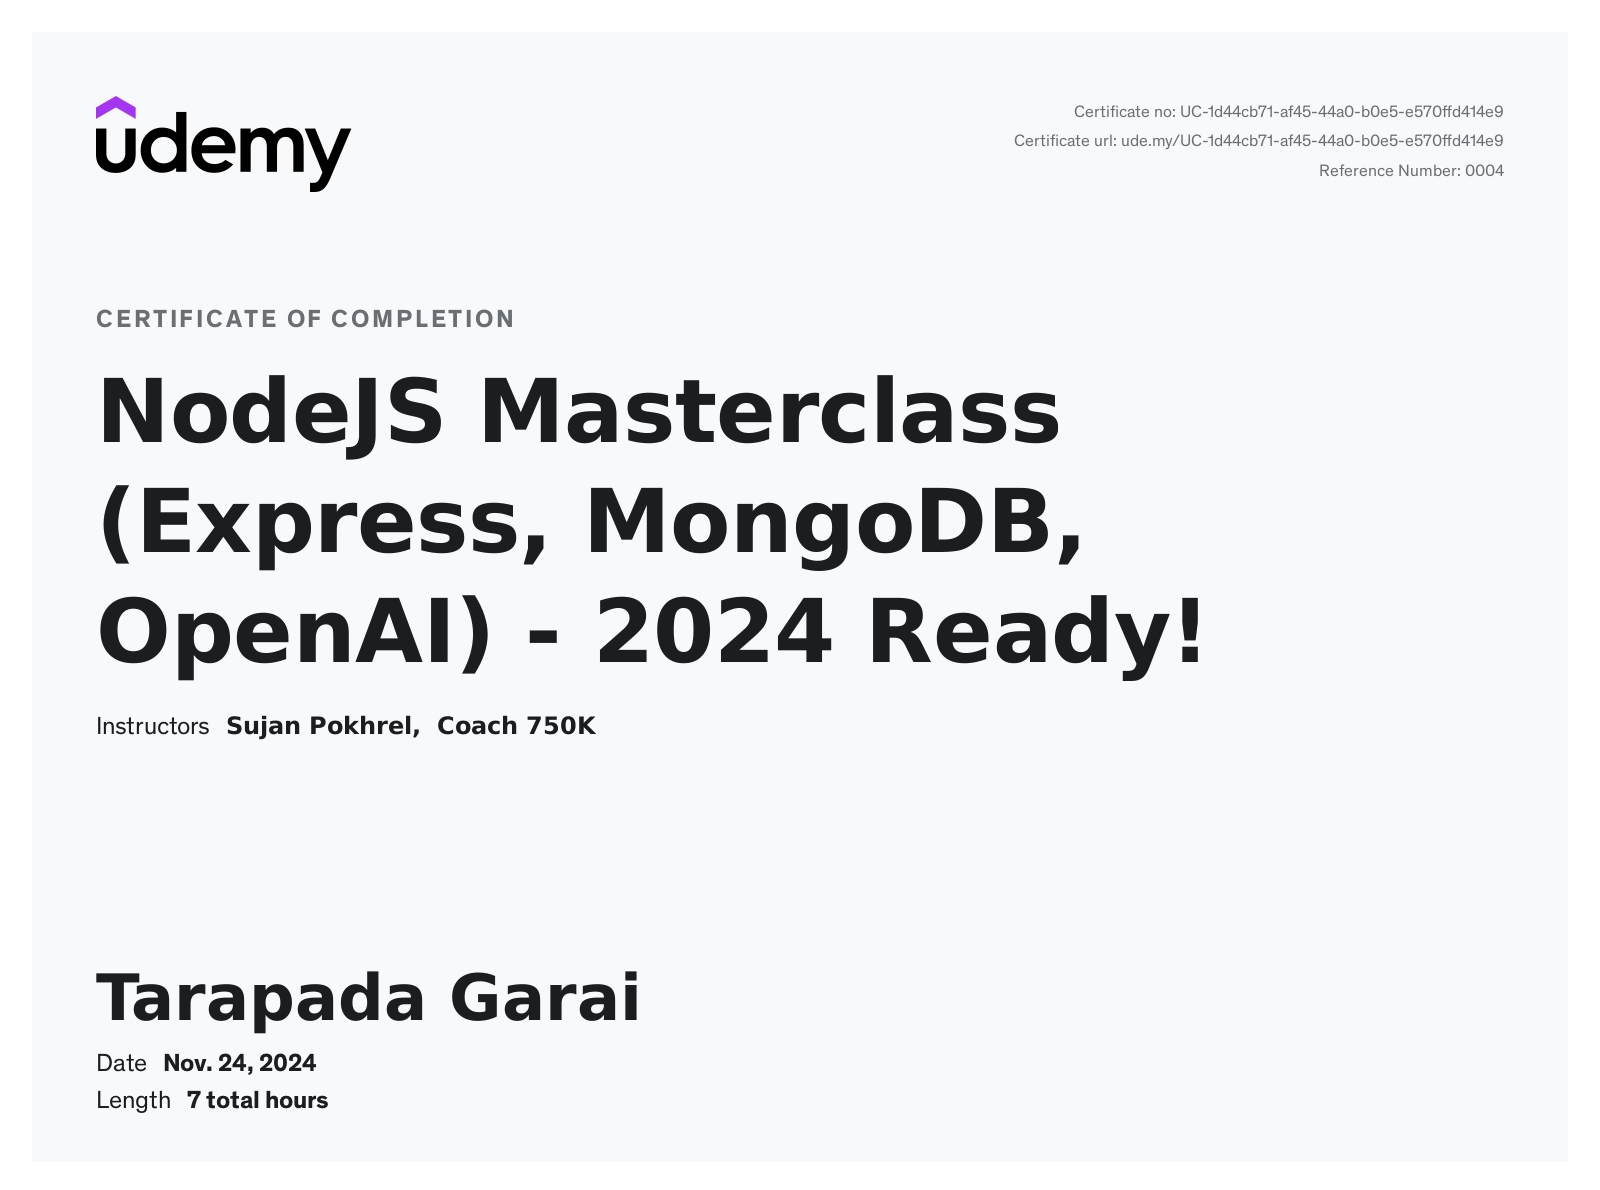 udemy
Certificate no: UC-1d44cb71-af45-44a0-b0e5-e570ffd414e9
Certificate url: ude.my/UC-1d44cb71-af45-44a0-b0e5-e570ffd414e9
Reference Number: 0004
CERTIFICATE OF COMPLETION
NodeJS Masterclass
(Express, MongoDB,
OpenAI) - 2024 Ready!
Instructors Sujan Pokhrel, Coach 750K
Tarapada Garai
Date Nov. 24, 2024
Length 7 total hours